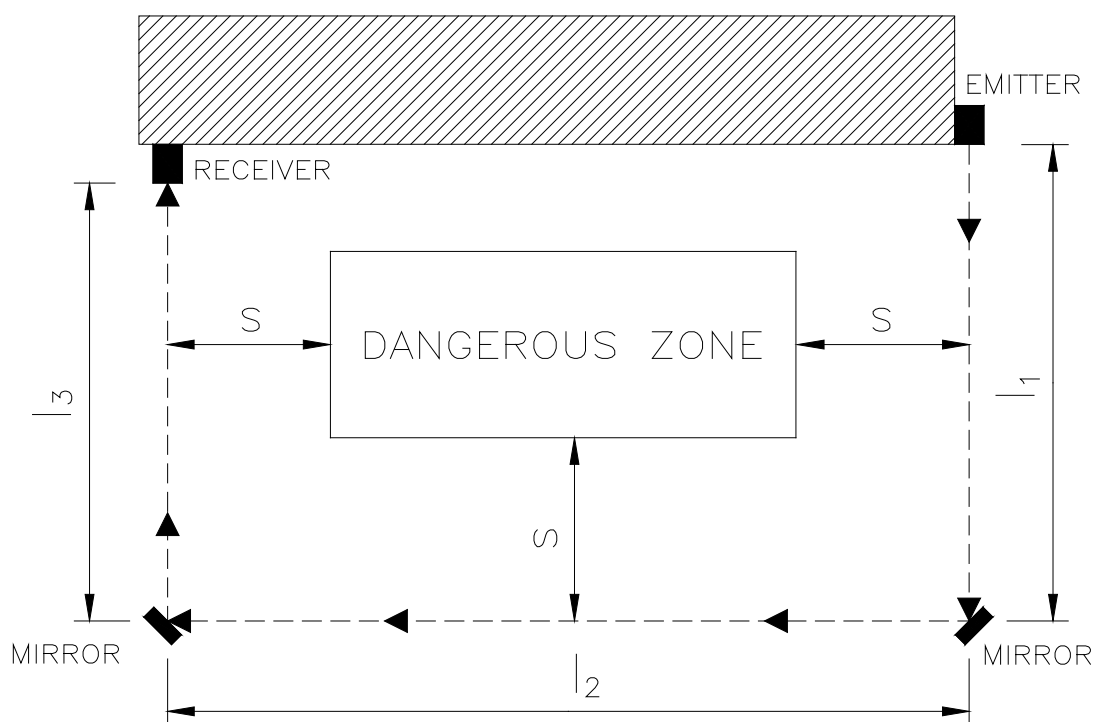 EMITTER
RECEIVER
S
S
DANGEROUS ZONE
l3
l1
S
MIRROR
MIRROR
l2